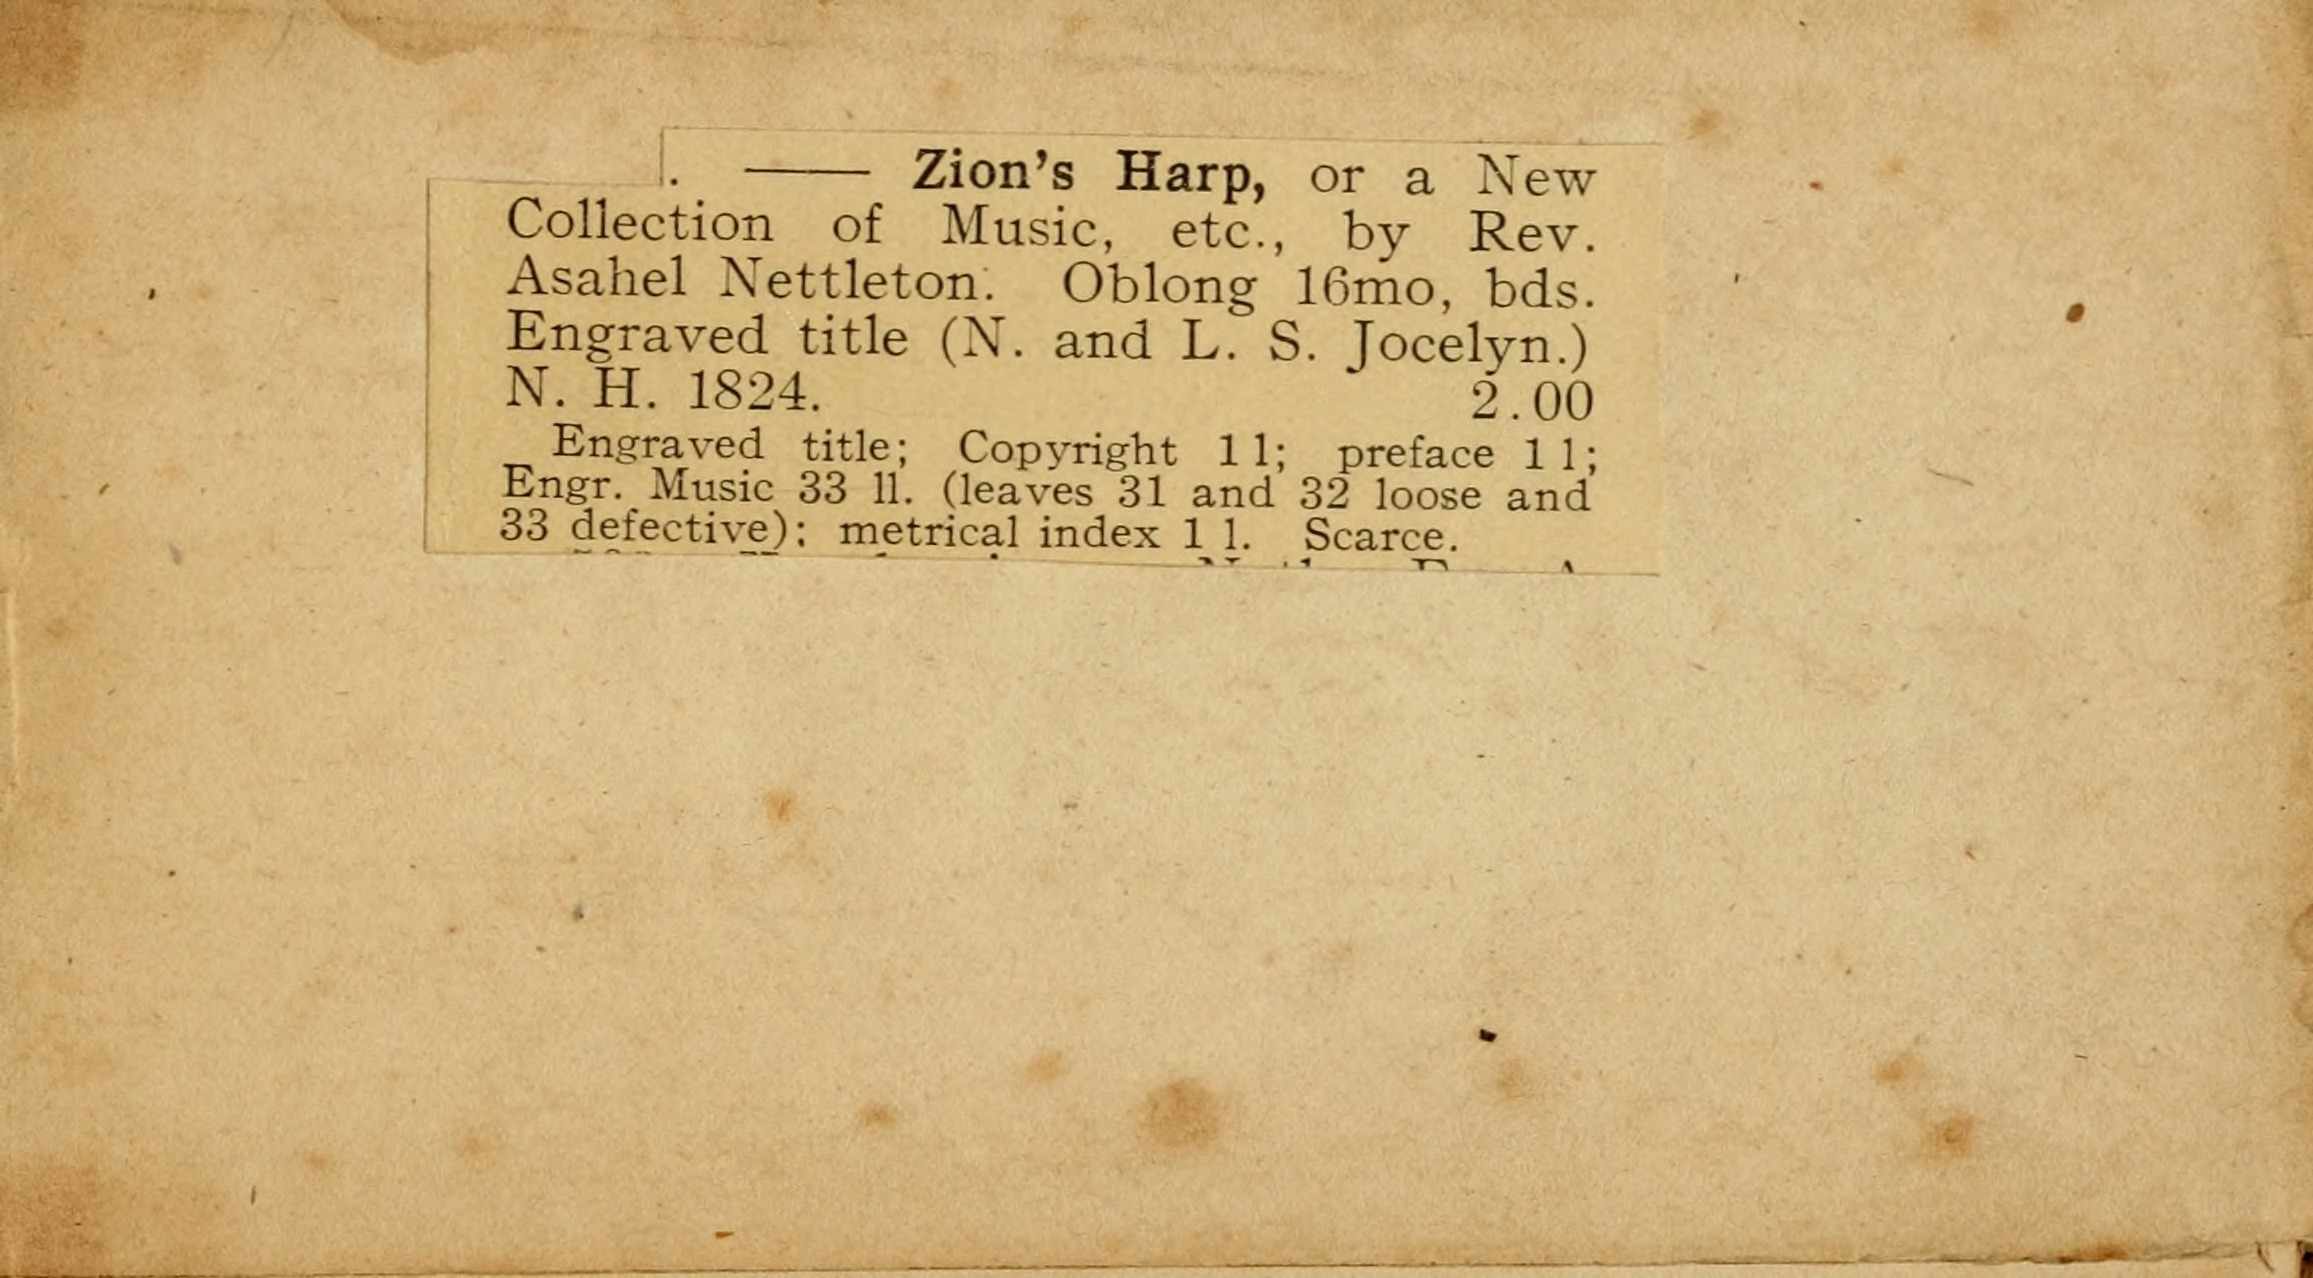 . —— Zion's Harp, or a New
Collection of Music, etc., by Rev.
Asahel Nettleton. Oblong 16mo, bds.
Engraved title (N. and L. S. Jocelyn.)
N. H. 1824. 2.00
Engraved title; Copyright 1 l; preface 1 l;
Engr. Music 33 ll. (leaves 31 and 32 loose and
33 defective); metrical index 1 l. Scarce.